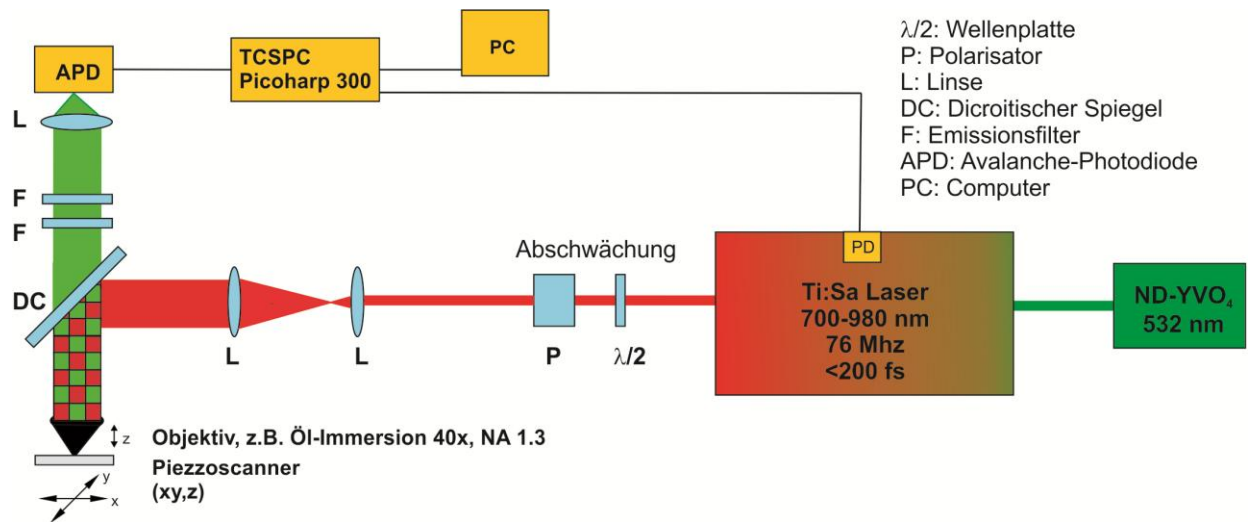 APD
TCSPC
Picoharp 300
PC
λ/2: Wellenplatte
P: Polarisator
L: Linse
DC: Dicroitischer Spiegel
F: Emissionsfilter
APD: Avalanche-Photodiode
PC: Computer
L
F
F
DC
L
L
Abschwächung
P
λ/2
PD
Ti:Sa Laser
700-980 nm
76 Mhz
<200 fs
ND-YVO₄
532 nm
z
Objektiv, z.B. Öl-Immersion 40x, NA 1.3
Piezzoscanner
(xy,z)
y
x